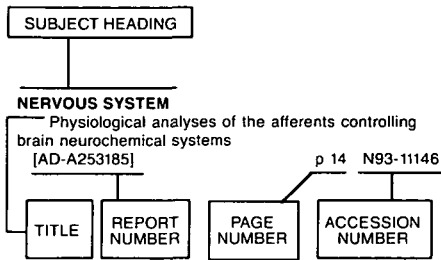 SUBJECT HEADING
NERVOUS SYSTEM
Physiological analyses of the afferents controlling
brain neurochemical systems
[AD-A253185] p 14 N93-11146
TITLE REPORT NUMBER PAGE NUMBER ACCESSION NUMBER